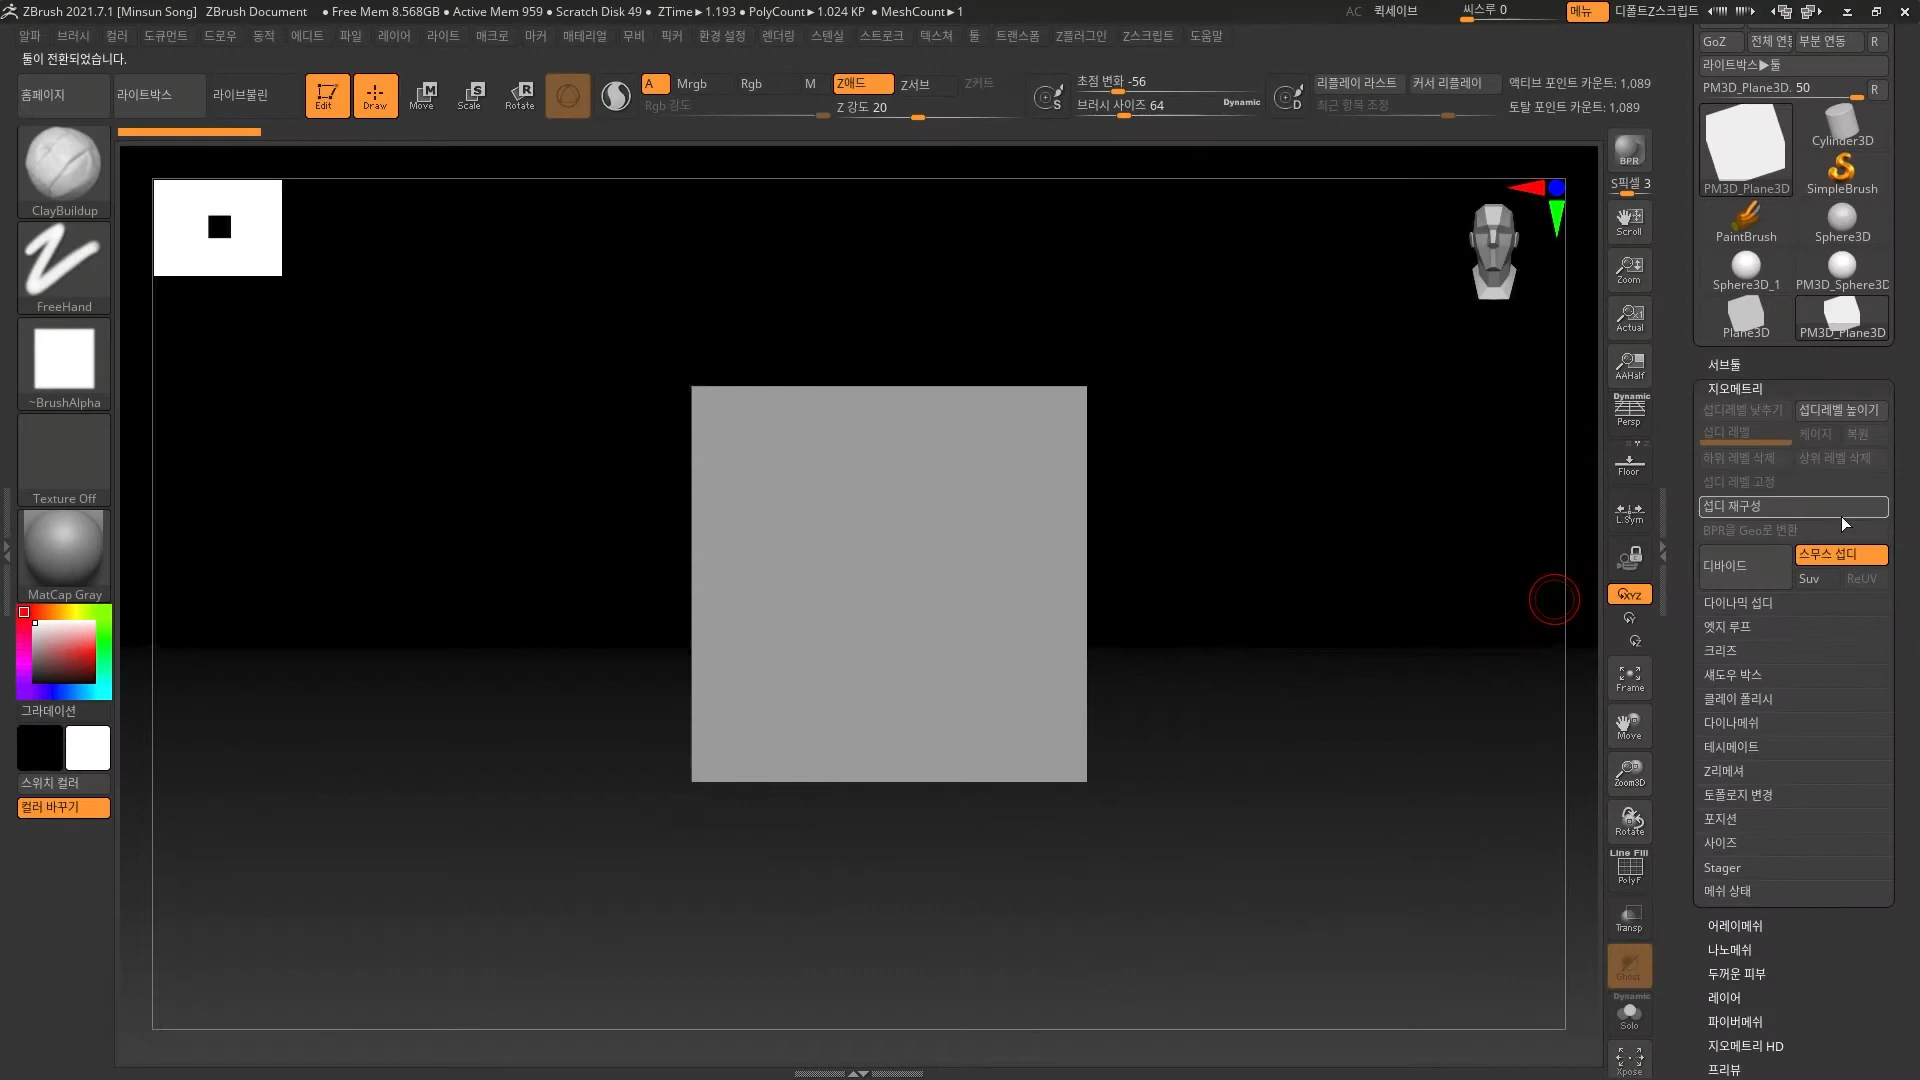 ZBrush 2021.7.1 [Minsun Song] ZBrush Document ● Free Mem 8.568GB ● Active Mem 959 ● Scratch Disk 49 ● ZTime►1.193 ● PolyCount►1.024 KP ● MeshCount►1 AC 퀵세이브 씨스루 0 메뉴 디폴트Z스크립트
알파 브러시 컬러 도큐먼트 드로우 동적 에디트 파일 레이어 라이트 매크로 마커 매테리얼 무비 픽커 환경 설정 렌더링 스텐실 스트로크 텍스쳐 툴 트랜스폼 Z플러그인 Z스크립트 도움말
툴이 전환되었습니다.
홈페이지 라이트박스 라이브불린
Edit Draw Move Scale Rotate
A Mrgb Rgb M Z애드 Z서브 Z커트
Rgb 강도 Z 강도 20
초점 변화 -56
브러시 사이즈 64 Dynamic
S D
리플레이 라스트 커서 리플레이
최근 항목 조정
액티브 포인트 카운트: 1,089
토탈 포인트 카운트: 1,089
ClayBuildup
FreeHand
~BrushAlpha
Texture Off
MatCap Gray
그라데이션
스위치 컬러
컬러 바꾸기
BPR
S픽셀 3
Scroll
Zoom
Actual
AAHalf
Dynamic
Persp
Floor
L.Sym
XYZ
Frame
Move
Zoom3D
Rotate
Line Fill
PolyF
Transp
Ghost
Dynamic
Solo
Xpose
GoZ 전체 연동 부분 연동 R
라이트박스▶툴
PM3D_Plane3D. 50 R
PM3D_Plane3D Cylinder3D
SimpleBrush
PaintBrush Sphere3D
Sphere3D_1 PM3D_Sphere3D
Plane3D PM3D_Plane3D
서브툴
지오메트리
섭디레벨 낮추기 섭디레벨 높이기
섭디 레벨 케이지 복원
하위 레벨 삭제 상위 레벨 삭제
섭디 레벨 고정
섭디 재구성
BPR을 Geo로 변환
디바이드 스무스 섭디
Suv ReUV
다이나믹 섭디
엣지 루프
크리즈
섀도우 박스
클레이 폴리시
다이나메쉬
테시메이트
Z리메셔
토폴로지 변경
포지션
사이즈
Stager
메쉬 상태
어레이메쉬
나노메쉬
두꺼운 피부
레이어
파이버메쉬
지오메트리 HD
프리뷰